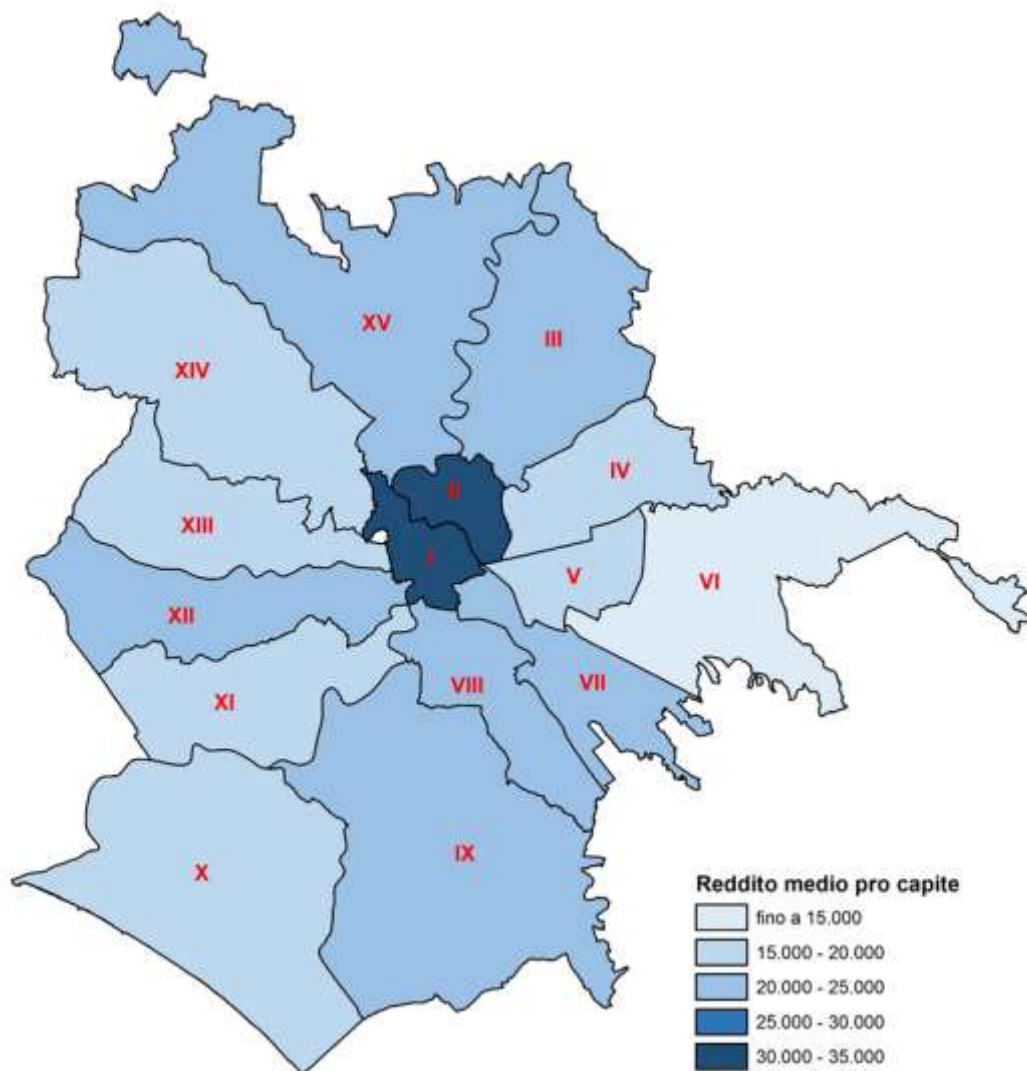 XV
III
XIV
IV
II
XIII
I
V
VI
XII
VIII
VII
XI
IX
X
Reddito medio pro capite
fino a 15.000
15.000 - 20.000
20.000 - 25.000
25.000 - 30.000
30.000 - 35.000